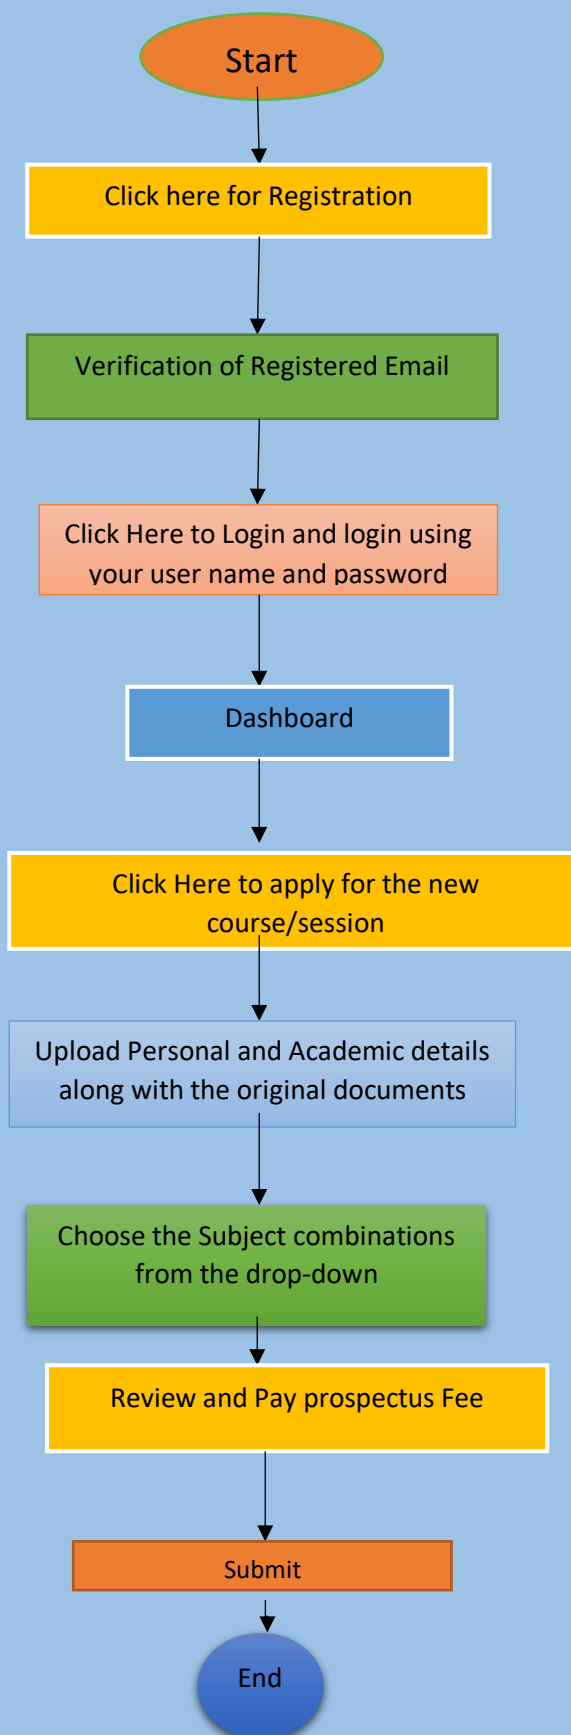 Start
Click here for Registration
Verification of Registered Email
Click Here to Login and login using
your user name and password
Dashboard
Click Here to apply for the new
course/session
Upload Personal and Academic details
along with the original documents
Choose the Subject combinations
from the drop-down
Review and Pay prospectus Fee
Submit
End